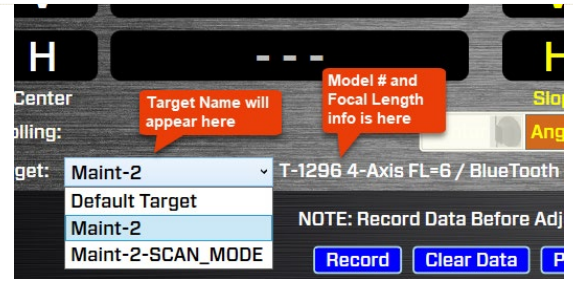 H
- - -
H
Center
Slo
Target Name will
appear here
Model # and
Focal Length
info is here
olling:
Ang
get: Maint-2 T-1296 4-Axis FL=6 / BlueTooth
Default Target
Maint-2
Maint-2-SCAN_MODE
NOTE: Record Data Before Adj
Record Clear Data P